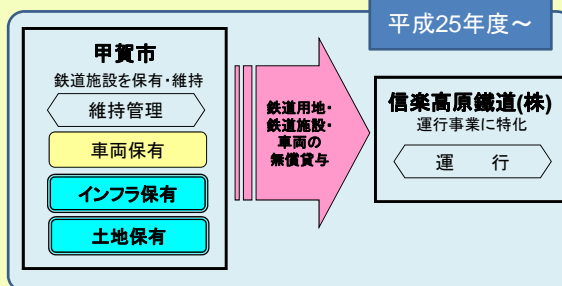 平成25年度～
甲賀市
鉄道施設を保有・維持
維持管理
車両保有
インフラ保有
土地保有
鉄道用地・
鉄道施設・
車両の
無償貸与
信楽高原鐵道(株)
運行事業に特化
運　行